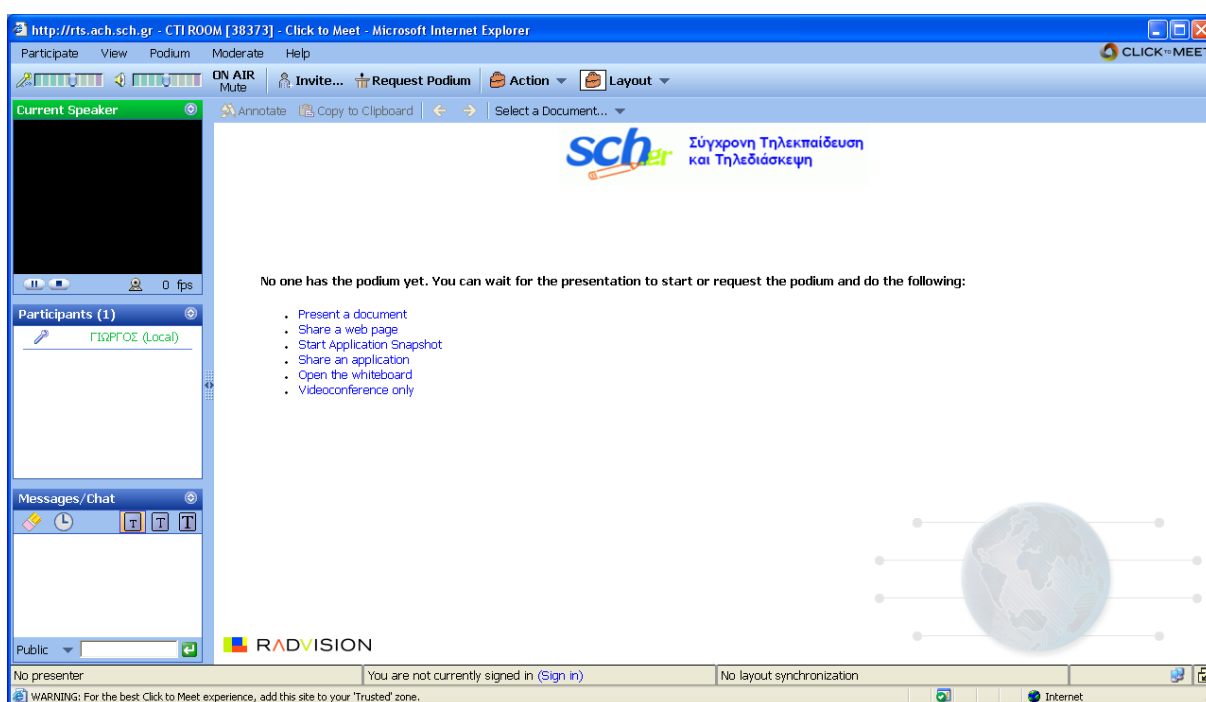 http://rts.ach.sch.gr - CTI ROOM [38373] - Click to Meet - Microsoft Internet Explorer
Participate View Podium Moderate Help
CLICK TO MEET
ON AIR
Mute
Invite... Request Podium Action Layout
Current Speaker
Annotate Copy to Clipboard Select a Document...
sch.gr
Σύγχρονη Τηλεκπαίδευση
και Τηλεδιάσκεψη
0 fps
No one has the podium yet. You can wait for the presentation to start or request the podium and do the following:
Participants (1)
ΓΙΩΡΓΟΣ (Local)
. Present a document
. Share a web page
. Start Application Snapshot
. Share an application
. Open the whiteboard
. Videoconference only
Messages/Chat
T T T
Public
RADVISION
No presenter
You are not currently signed in (Sign in)
No layout synchronization
WARNING: For the best Click to Meet experience, add this site to your 'Trusted' zone.
Internet